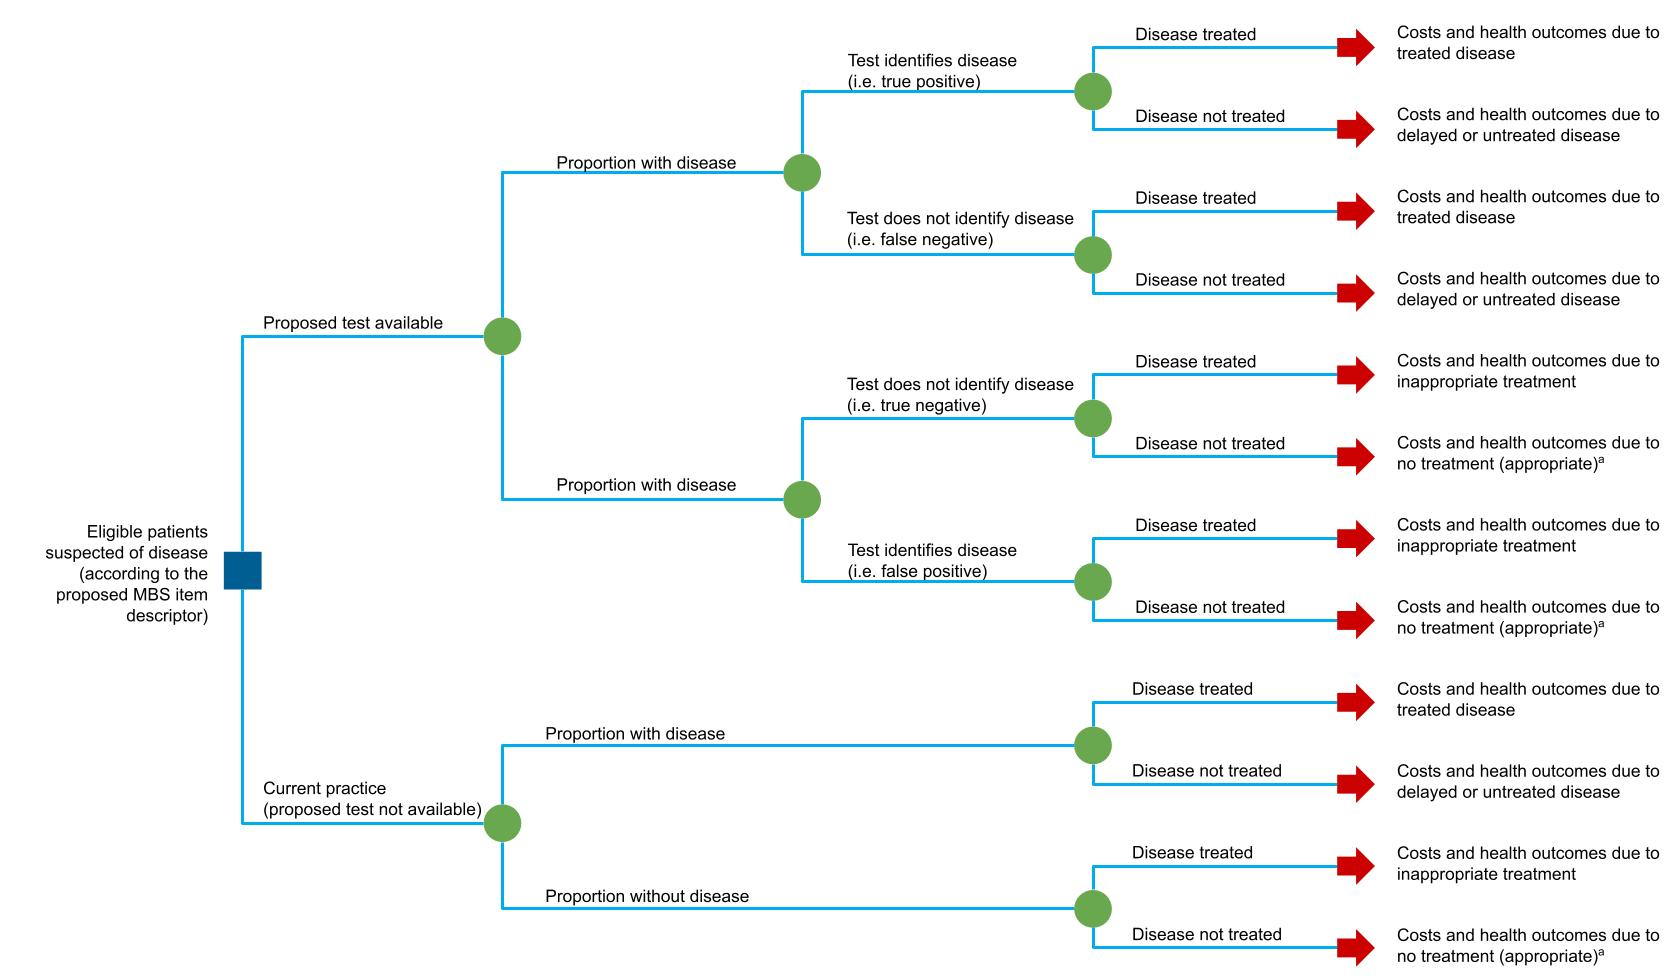 Disease treated
Costs and health outcomes due to
treated disease
Test identifies disease
(i.e. true positive)
Disease not treated
Costs and health outcomes due to
delayed or untreated disease
Proportion with disease
Disease treated
Costs and health outcomes due to
treated disease
Test does not identify disease
(i.e. false negative)
Disease not treated
Costs and health outcomes due to
delayed or untreated disease
Proposed test available
Disease treated
Costs and health outcomes due to
inappropriate treatment
Test does not identify disease
(i.e. true negative)
Disease not treated
Costs and health outcomes due to
no treatment (appropriate)ᵃ
Proportion with disease
Disease treated
Costs and health outcomes due to
inappropriate treatment
Test identifies disease
(i.e. false positive)
Disease not treated
Costs and health outcomes due to
no treatment (appropriate)ᵃ
Eligible patients
suspected of disease
(according to the
proposed MBS item
descriptor)
Disease treated
Costs and health outcomes due to
treated disease
Proportion with disease
Disease not treated
Costs and health outcomes due to
delayed or untreated disease
Current practice
(proposed test not available)
Disease treated
Costs and health outcomes due to
inappropriate treatment
Proportion without disease
Disease not treated
Costs and health outcomes due to
no treatment (appropriate)ᵃ